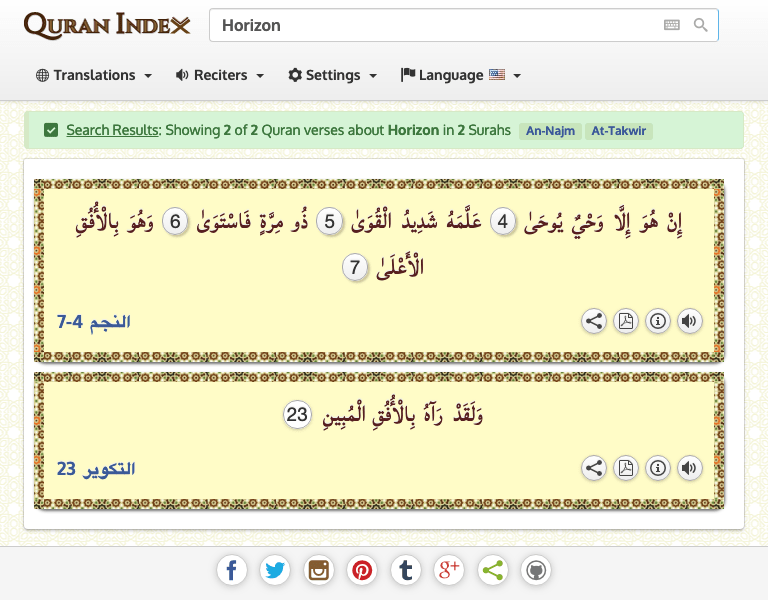 QURAN INDEX
Horizon
Translations Reciters Settings Language
Search Results: Showing 2 of 2 Quran verses about Horizon in 2 Surahs An-Najm At-Takwir
إِنْ هُوَ إِلَّا وَحْيٌ يُوحَىٰ 4 عَلَّمَهُ شَدِيدُ الْقُوَىٰ 5 ذُو مِرَّةٍ فَاسْتَوَىٰ 6 وَهُوَ بِالْأُفُقِ
الْأَعْلَىٰ 7
النجم 4-7
وَلَقَدْ رَآهُ بِالْأُفُقِ الْمُبِينِ 23
التكوير 23